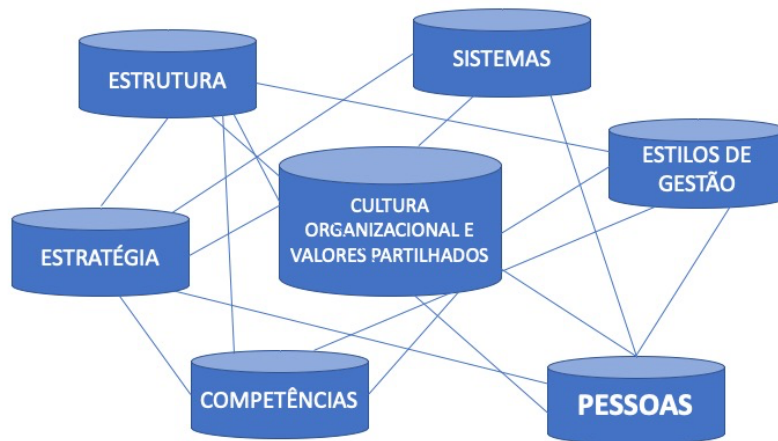 ESTRUTURA
SISTEMAS
ESTILOS DE
GESTÃO
CULTURA
ORGANIZACIONAL E
VALORES PARTILHADOS
ESTRATÉGIA
COMPETÊNCIAS
PESSOAS